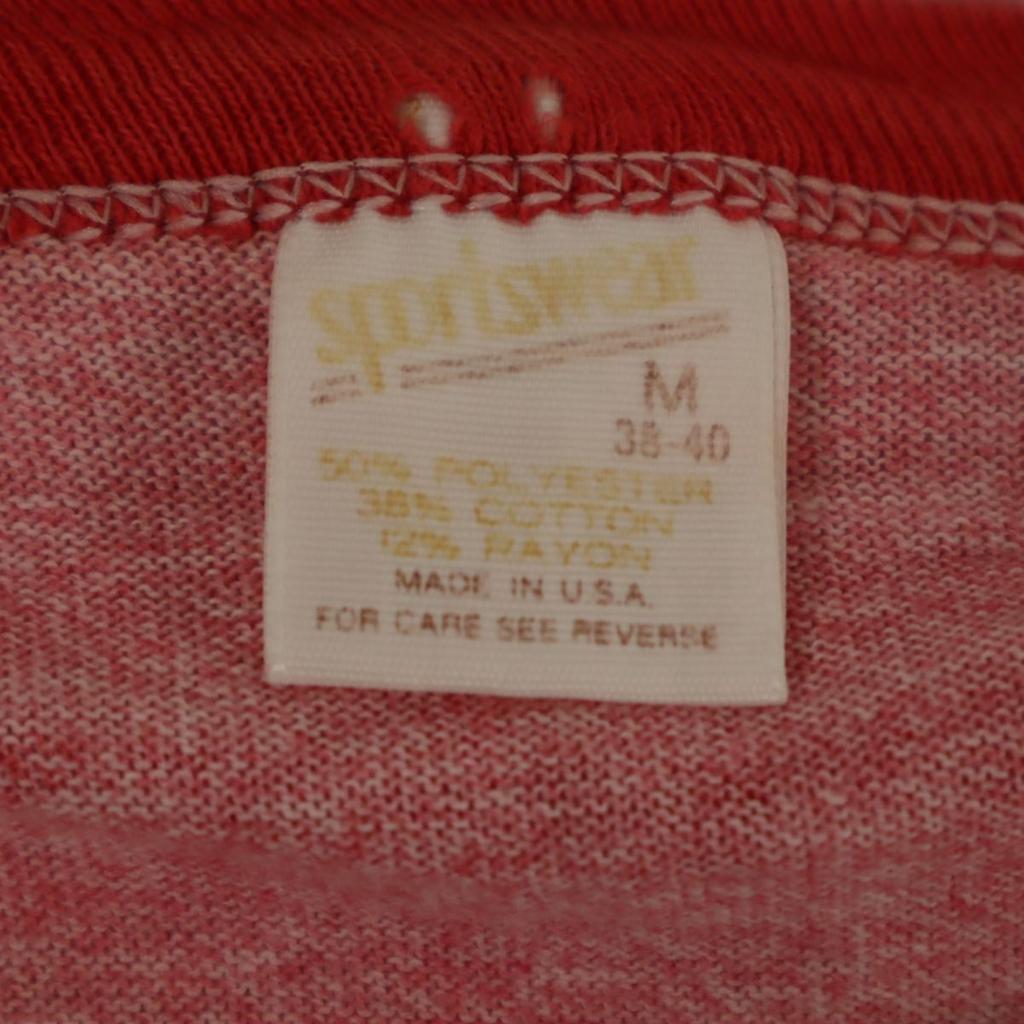 sportswear
M
38-40
50% POLYESTER
38% COTTON
12% RAYON
MADE IN U.S.A.
FOR CARE SEE REVERSE